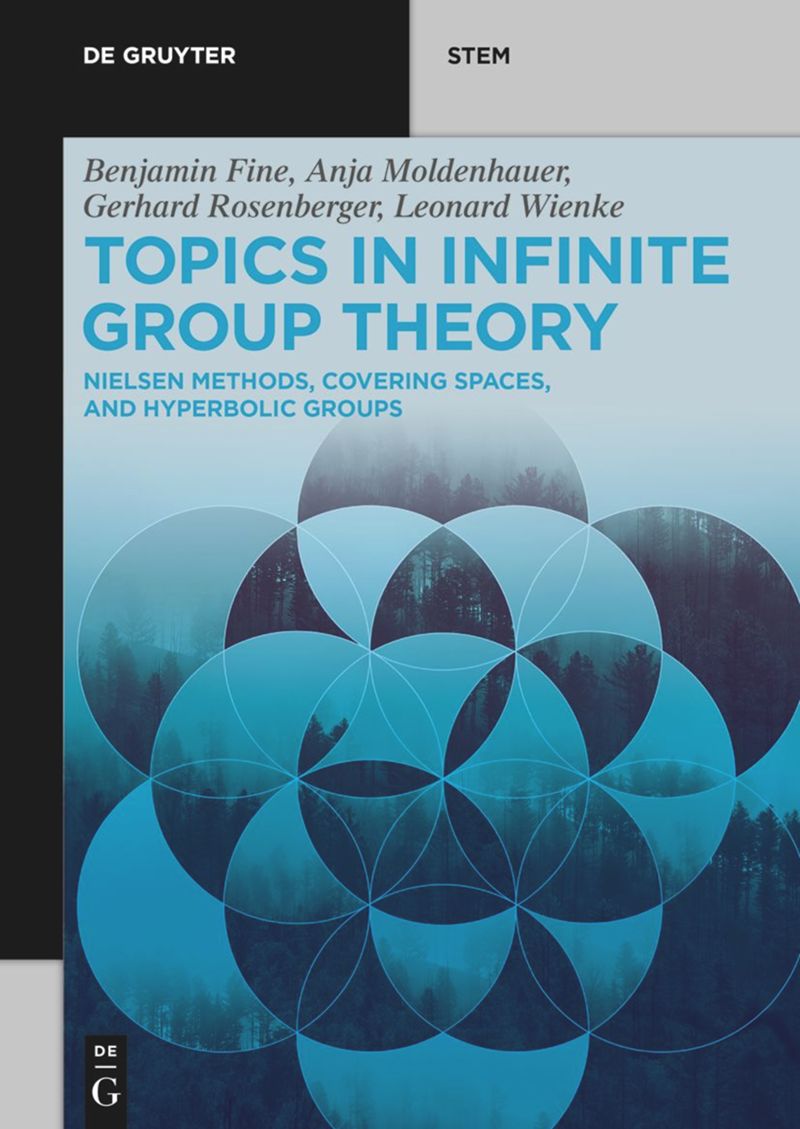 DE GRUYTER
STEM
Benjamin Fine, Anja Moldenhauer,
Gerhard Rosenberger, Leonard Wienke
TOPICS IN INFINITE
GROUP THEORY
NIELSEN METHODS, COVERING SPACES,
AND HYPERBOLIC GROUPS
DE
G